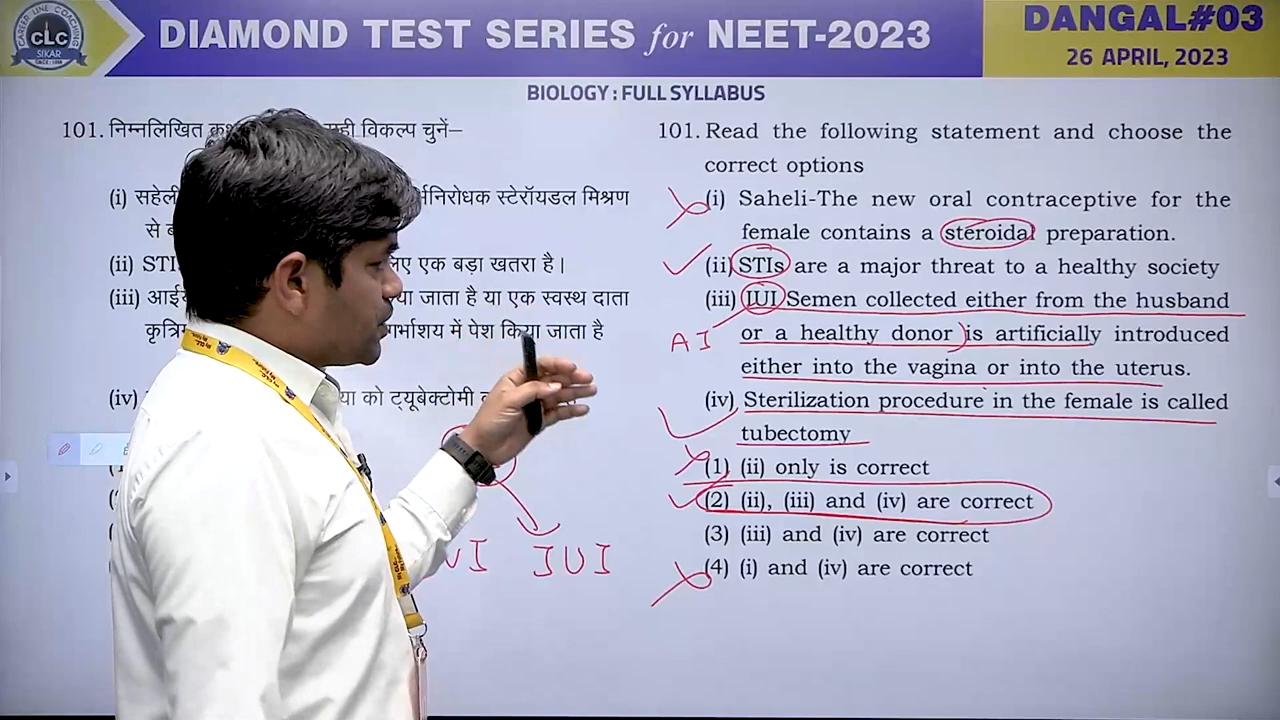 CAREER LINE COACHING
CLC
SIKAR
DIAMOND TEST SERIES for NEET-2023
DANGAL#03
26 APRIL, 2023
BIOLOGY : FULL SYLLABUS
101. निम्नलिखित सही विकल्प चुनें–
(i) सहेली र्भनिरोधक स्टेरॉयडल मिश्रण
से
(ii) STI लिए एक बड़ा खतरा है।
(iii) आई या जाता है या एक स्वस्थ दाता
कृत्रिम गर्भाशय में पेश किया जाता है
(iv) या को ट्यूबेक्टोमी
VI IUI
101. Read the following statement and choose the
correct options
(i) Saheli-The new oral contraceptive for the
female contains a steroidal preparation.
(ii) STIs are a major threat to a healthy society
(iii) IUI Semen collected either from the husband
AI or a healthy donor is artificially introduced
either into the vagina or into the uterus.
(iv) Sterilization procedure in the female is called
tubectomy
(1) (ii) only is correct
(2) (ii), (iii) and (iv) are correct
(3) (iii) and (iv) are correct
(4) (i) and (iv) are correct